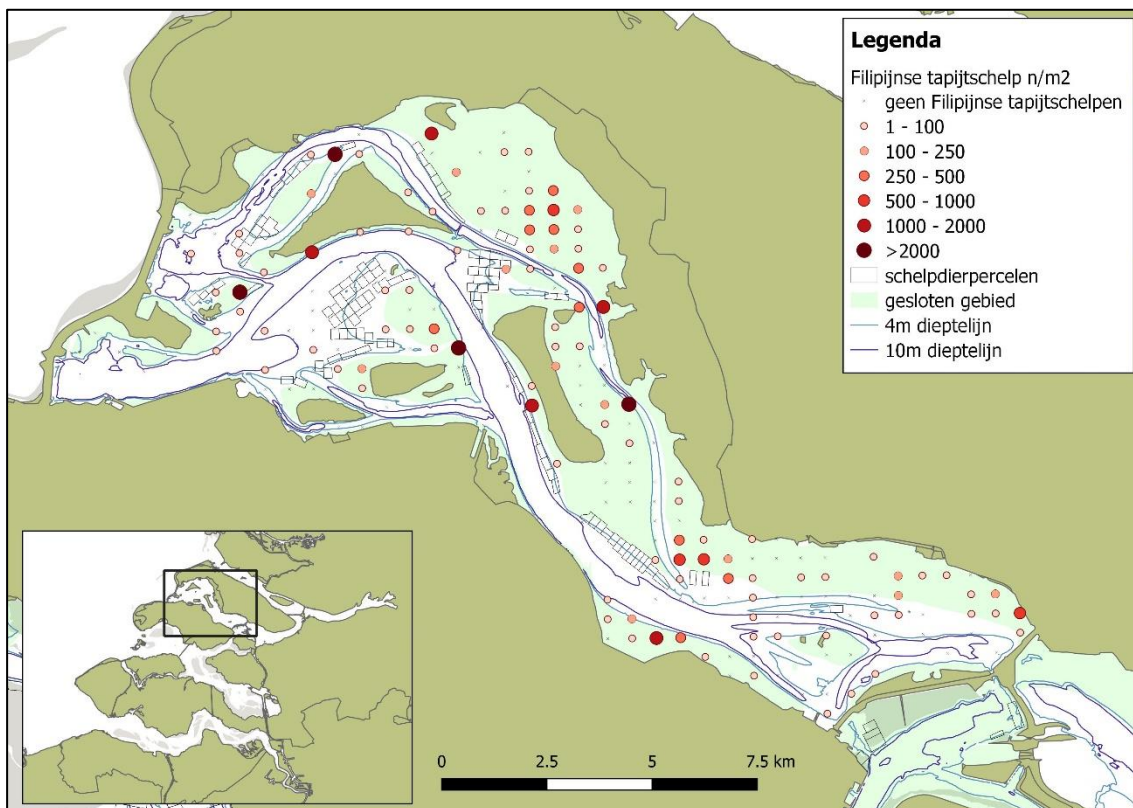 Legenda
Filipijnse tapijtschelp n/m2
geen Filipijnse tapijtschelpen
1 - 100
100 - 250
250 - 500
500 - 1000
1000 - 2000
>2000
schelpdierpercelen
gesloten gebied
4m dieptelijn
10m dieptelijn
0 2.5 5 7.5 km